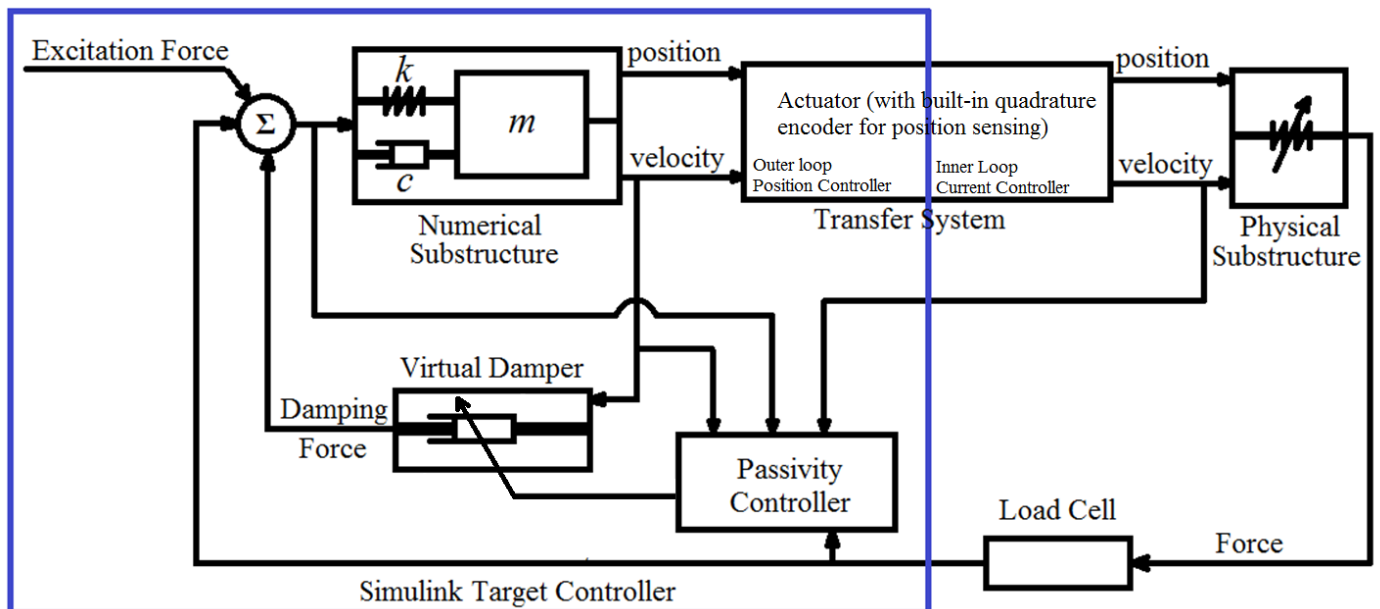 Excitation Force
Σ
k
c
m
Numerical
Substructure
position
velocity
Actuator (with built-in quadrature
encoder for position sensing)
Outer loop
Position Controller
Inner Loop
Current Controller
Transfer System
position
velocity
Physical
Substructure
Virtual Damper
Damping
Force
Passivity
Controller
Load Cell
Force
Simulink Target Controller